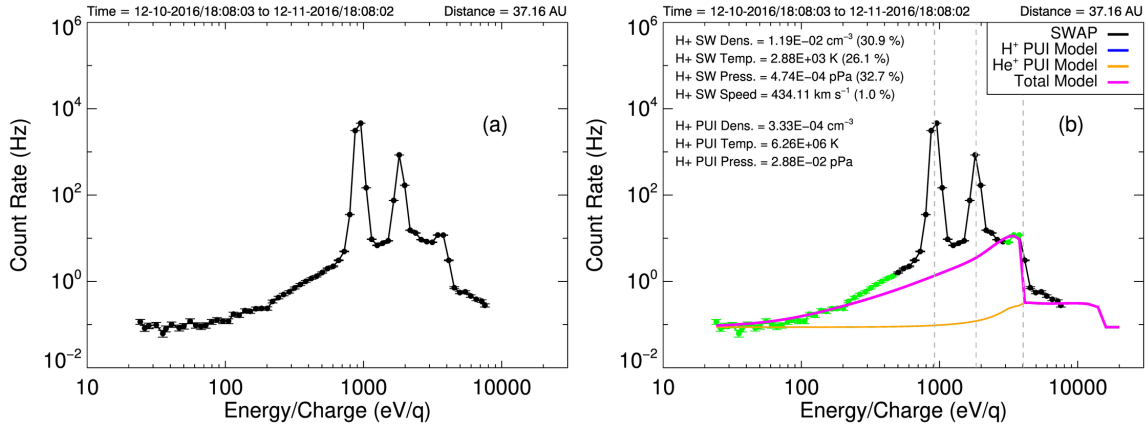 Time = 12-10-2016/18:08:03 to 12-11-2016/18:08:02 Distance = 37.16 AU
10^6
10^4
10^2
10^0
10^−2
Count Rate (Hz)
(a)
10 100 1000 10000
Energy/Charge (eV/q)
Time = 12-10-2016/18:08:03 to 12-11-2016/18:08:02 Distance = 37.16 AU
10^6
10^4
10^2
10^0
10^−2
Count Rate (Hz)
H+ SW Dens. = 1.19E−02 cm^−3 (30.9 %)
H+ SW Temp. = 2.88E+03 K (26.1 %)
H+ SW Press. = 4.74E−04 pPa (32.7 %)
H+ SW Speed = 434.11 km s^−1 (1.0 %)
H+ PUI Dens. = 3.33E−04 cm^−3
H+ PUI Temp. = 6.26E+06 K
H+ PUI Press. = 2.88E−02 pPa
SWAP
H^+ PUI Model
He^+ PUI Model
Total Model
(b)
10 100 1000 10000
Energy/Charge (eV/q)